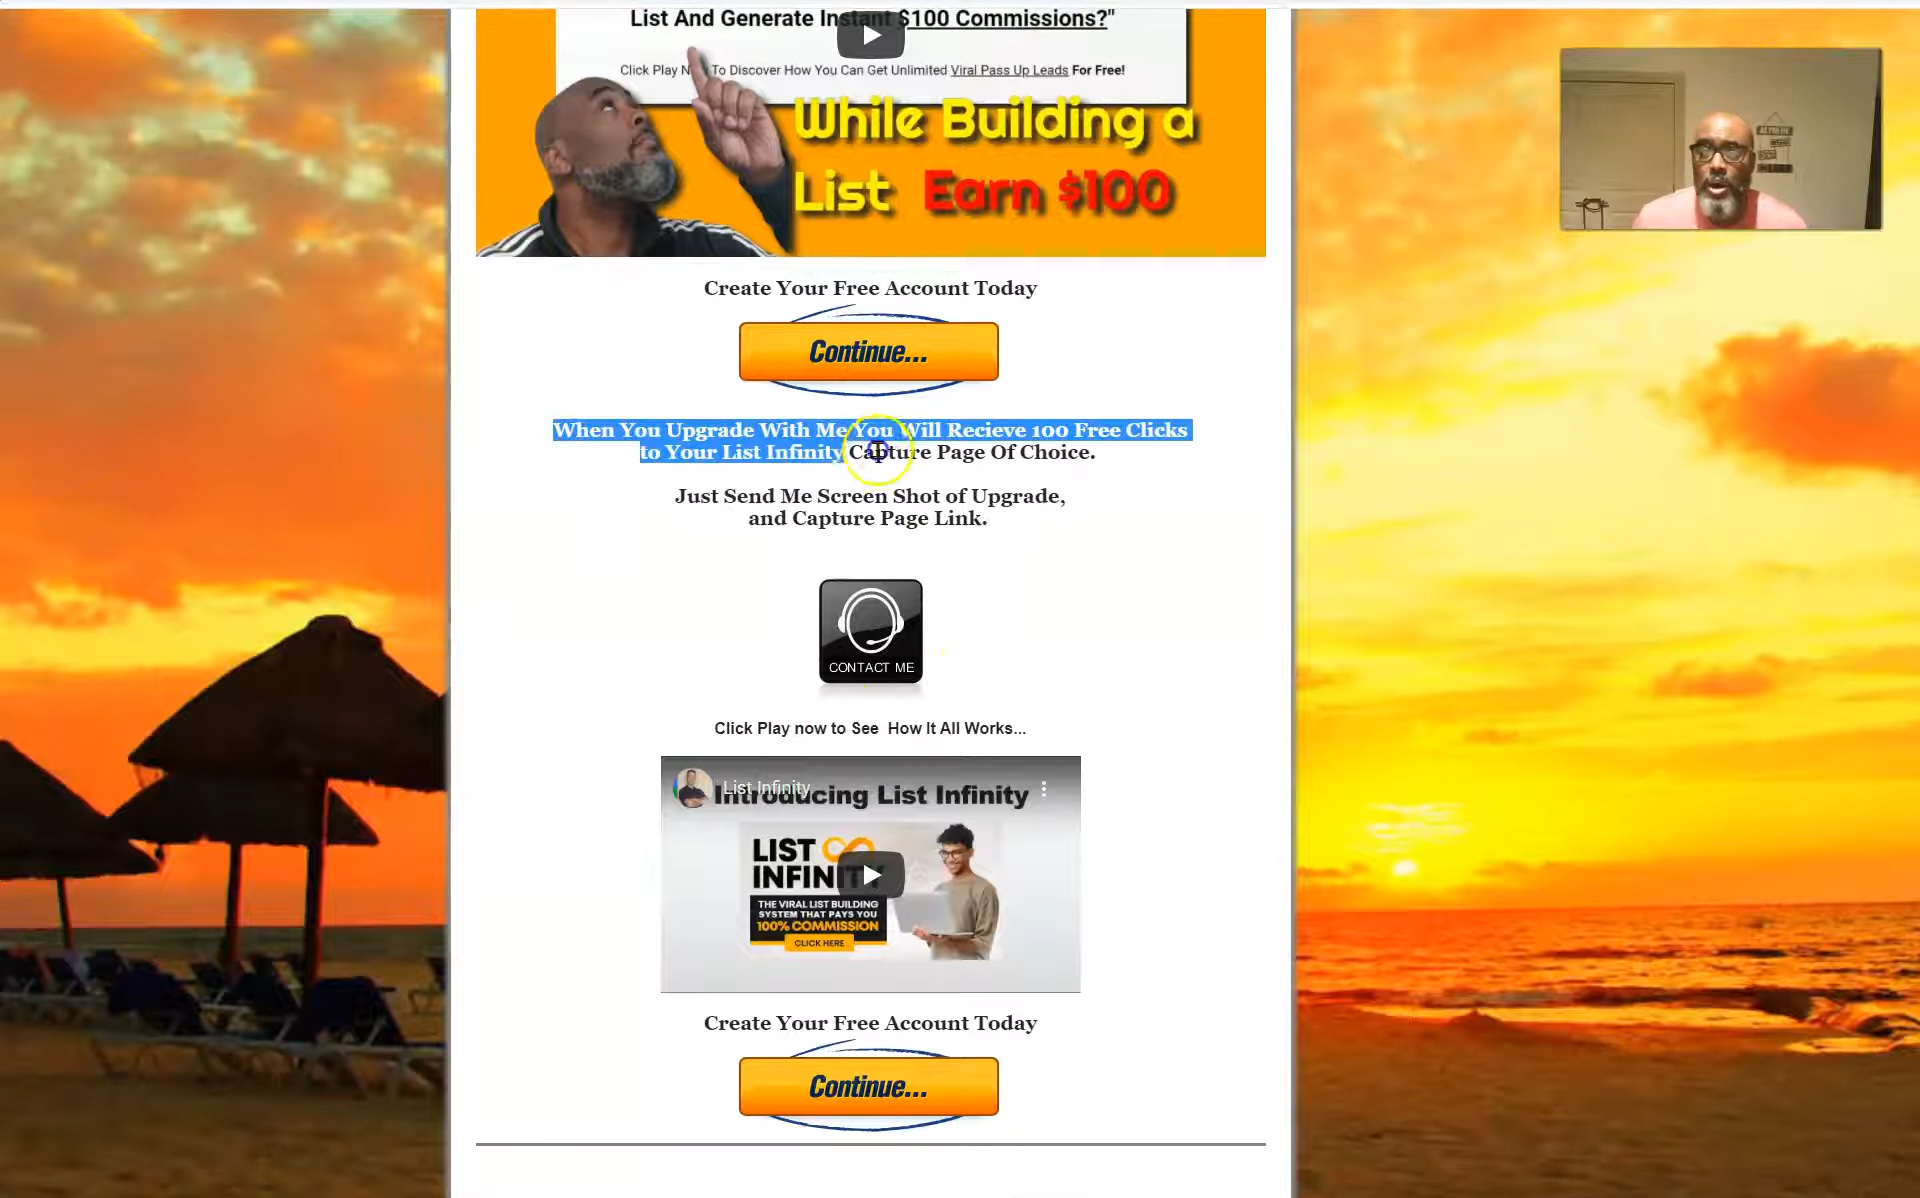 List And Generate Instant $100 Commissions?"
Click Play N To Discover How You Can Get Unlimited Viral Pass Up Leads For Free!
While Building a
List Earn $100
Create Your Free Account Today
Continue...
When You Upgrade With Me You Will Recieve 100 Free Clicks
to Your List Infinity Capture Page Of Choice.
Just Send Me Screen Shot of Upgrade,
and Capture Page Link.
CONTACT ME
Click Play now to See How It All Works...
List Infinity
Introducing List Infinity
LIST
INFINITY
THE VIRAL LIST BUILDING
SYSTEM THAT PAYS YOU
100% COMMISSION
CLICK HERE
Create Your Free Account Today
Continue...